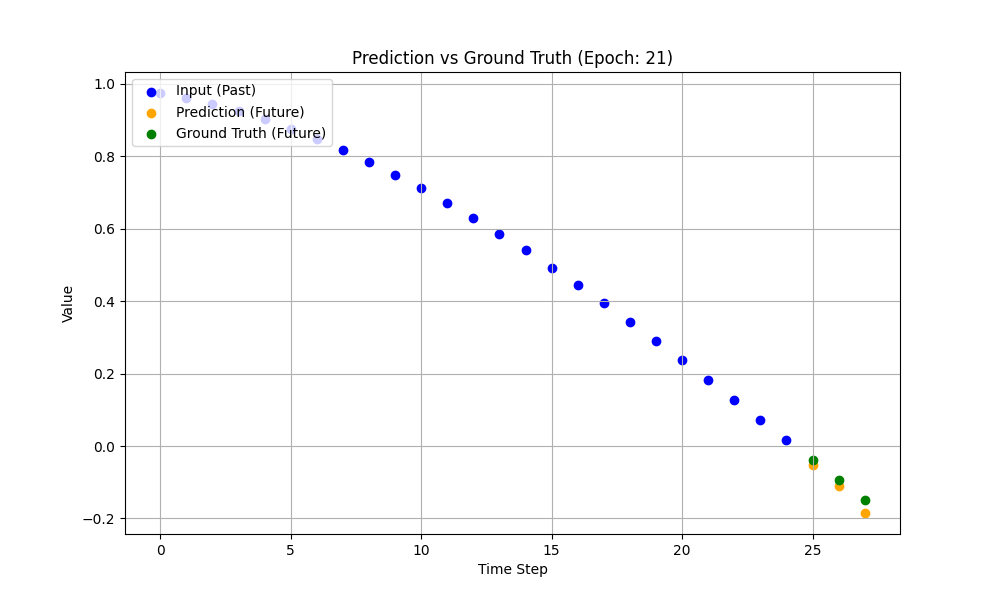 Prediction vs Ground Truth (Epoch: 21)
Input (Past)
Prediction (Future)
Ground Truth (Future)
Value
1.0
0.8
0.6
0.4
0.2
0.0
−0.2
0 5 10 15 20 25
Time Step